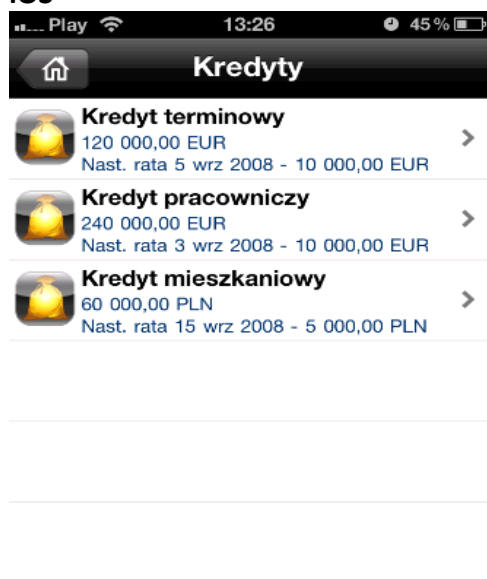 iOS
Play 13:26 45%
Kredyty
Kredyt terminowy
120 000,00 EUR
Nast. rata 5 wrz 2008 - 10 000,00 EUR
Kredyt pracowniczy
240 000,00 EUR
Nast. rata 3 wrz 2008 - 10 000,00 EUR
Kredyt mieszkaniowy
60 000,00 PLN
Nast. rata 15 wrz 2008 - 5 000,00 PLN